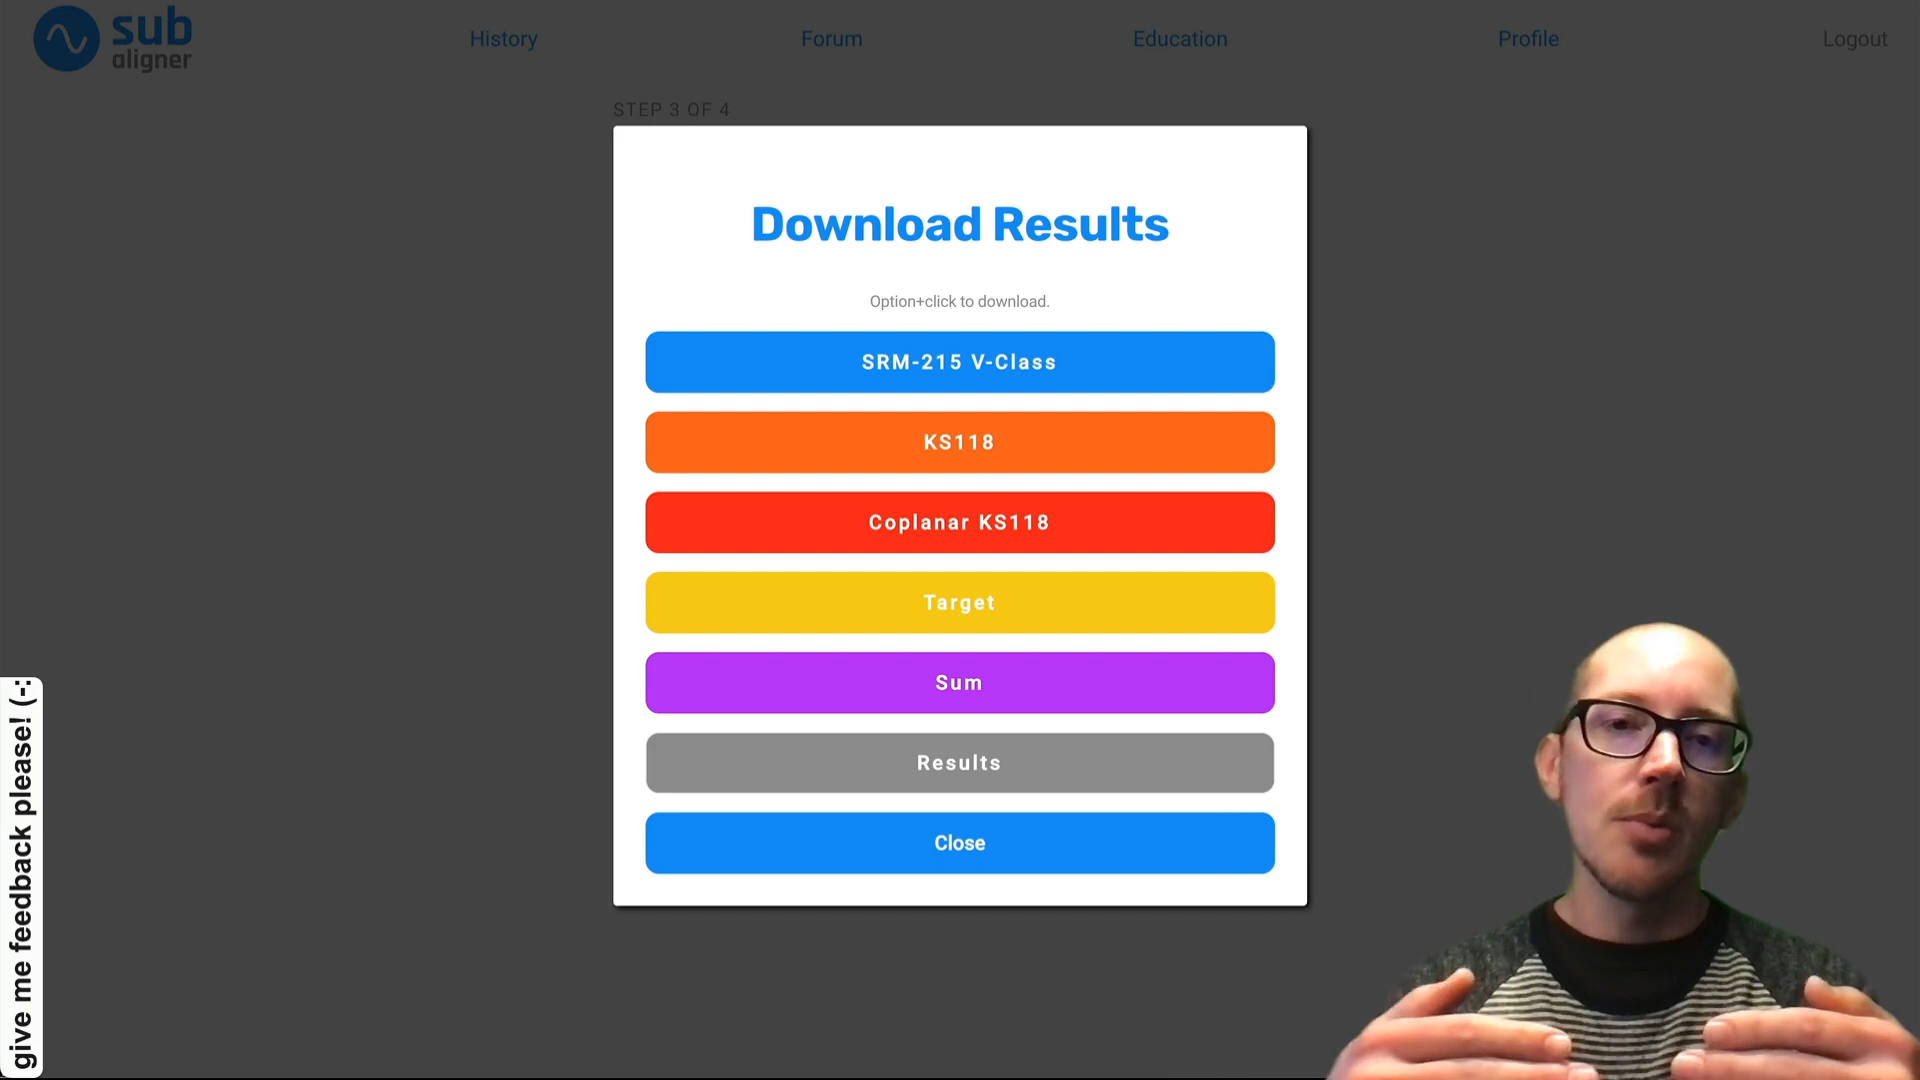 sub
aligner
History
Forum
Education
Profile
Logout
STEP 3 OF 4
Download Results
Option+click to download.
SRM-215 V-Class
KS118
Coplanar KS118
Target
Sum
Results
Close
give me feedback please! (-: